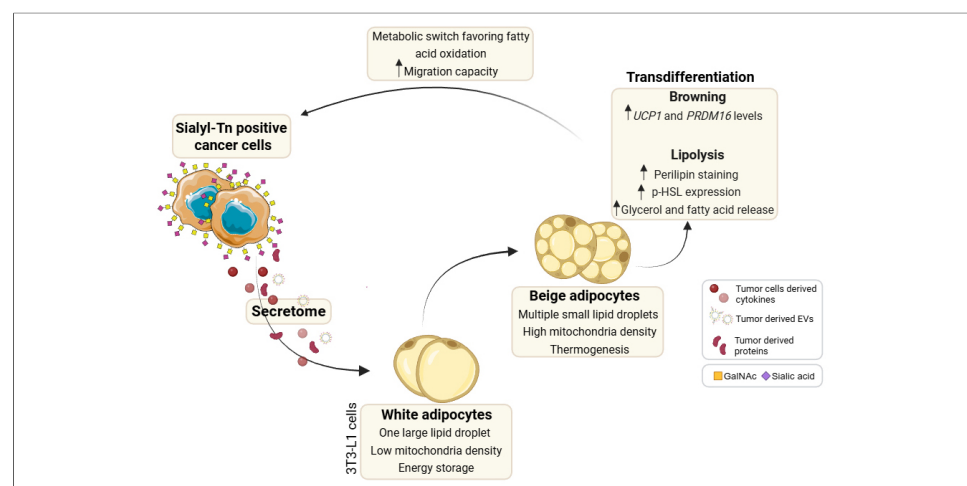 Metabolic switch favoring fatty
acid oxidation
Migration capacity
Transdifferentiation
Browning
UCP1 and PRDM16 levels
Lipolysis
Perilipin staining
p-HSL expression
Glycerol and fatty acid release
Sialyl-Tn positive
cancer cells
Secretome
Beige adipocytes
Multiple small lipid droplets
High mitochondria density
Thermogenesis
Tumor cells derived
cytokines
Tumor derived EVs
Tumor derived
proteins
GalNAc
Sialic acid
3T3-L1 cells
White adipocytes
One large lipid droplet
Low mitochondria density
Energy storage